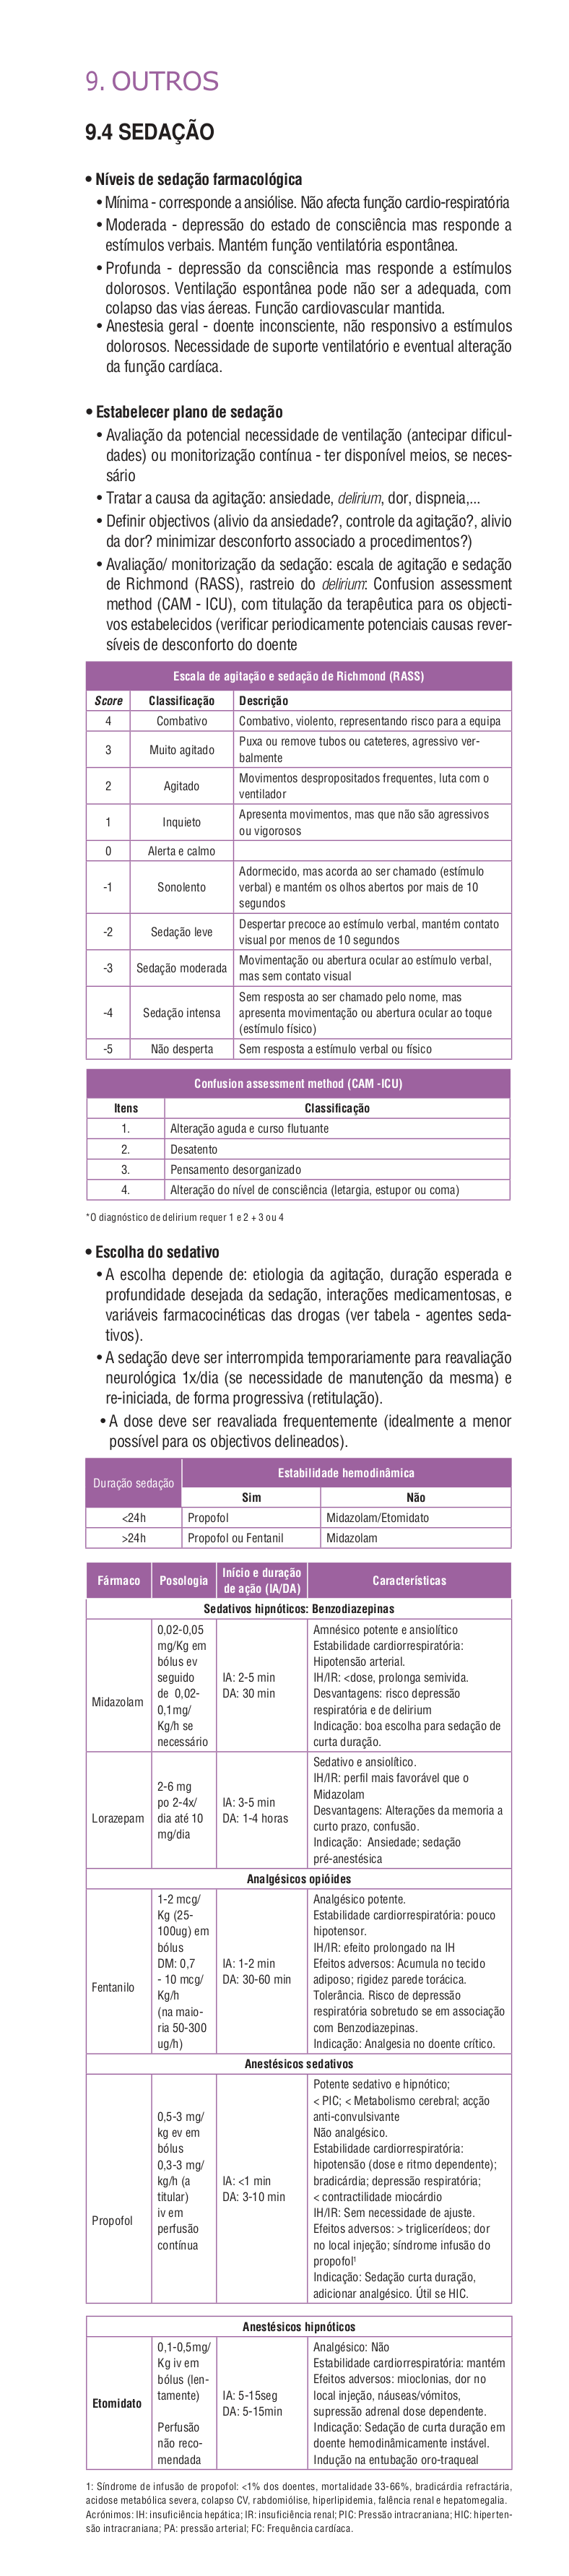 9. OUTROS
9.4 SEDAÇÃO
• Níveis de sedação farmacológica
• Mínima - corresponde a ansiólise. Não afecta função cardio-respiratória
• Moderada - depressão do estado de consciência mas responde a
estímulos verbais. Mantém função ventilatória espontânea.
• Profunda - depressão da consciência mas responde a estímulos
dolorosos. Ventilação espontânea pode não ser a adequada, com
colapso das vias áereas. Função cardiovascular mantida.
• Anestesia geral - doente inconsciente, não responsivo a estímulos
dolorosos. Necessidade de suporte ventilatório e eventual alteração
da função cardíaca.
• Estabelecer plano de sedação
• Avaliação da potencial necessidade de ventilação (antecipar dificul-
dades) ou monitorização contínua - ter disponível meios, se neces-
sário
• Tratar a causa da agitação: ansiedade, delirium, dor, dispneia,...
• Definir objectivos (alivio da ansiedade?, controle da agitação?, alivio
da dor? minimizar desconforto associado a procedimentos?)
• Avaliação/ monitorização da sedação: escala de agitação e sedação
de Richmond (RASS), rastreio do delirium: Confusion assessment
method (CAM - ICU), com titulação da terapêutica para os objecti-
vos estabelecidos (verificar periodicamente potenciais causas rever-
síveis de desconforto do doente
Escala de agitação e sedação de Richmond (RASS)
Score Classificação Descrição
4 Combativo Combativo, violento, representando risco para a equipa
3 Muito agitado Puxa ou remove tubos ou cateteres, agressivo ver-
balmente
2 Agitado Movimentos despropositados frequentes, luta com o
ventilador
1 Inquieto Apresenta movimentos, mas que não são agressivos
ou vigorosos
0 Alerta e calmo
-1 Sonolento Adormecido, mas acorda ao ser chamado (estímulo
verbal) e mantém os olhos abertos por mais de 10
segundos
-2 Sedação leve Despertar precoce ao estímulo verbal, mantém contato
visual por menos de 10 segundos
-3 Sedação moderada Movimentação ou abertura ocular ao estímulo verbal,
mas sem contato visual
-4 Sedação intensa Sem resposta ao ser chamado pelo nome, mas
apresenta movimentação ou abertura ocular ao toque
(estímulo físico)
-5 Não desperta Sem resposta a estímulo verbal ou físico
Confusion assessment method (CAM -ICU)
Itens Classificação
1. Alteração aguda e curso flutuante
2. Desatento
3. Pensamento desorganizado
4. Alteração do nível de consciência (letargia, estupor ou coma)
*O diagnóstico de delirium requer 1 e 2 + 3 ou 4
• Escolha do sedativo
• A escolha depende de: etiologia da agitação, duração esperada e
profundidade desejada da sedação, interações medicamentosas, e
variáveis farmacocinéticas das drogas (ver tabela - agentes seda-
tivos).
• A sedação deve ser interrompida temporariamente para reavaliação
neurológica 1x/dia (se necessidade de manutenção da mesma) e
re-iniciada, de forma progressiva (retitulação).
• A dose deve ser reavaliada frequentemente (idealmente a menor
possível para os objectivos delineados).
Duração sedação Estabilidade hemodinâmica
Sim Não
<24h Propofol Midazolam/Etomidato
>24h Propofol ou Fentanil Midazolam
Fármaco Posologia Início e duração
de ação (IA/DA) Características
Sedativos hipnóticos: Benzodiazepinas
Midazolam
0,02-0,05
mg/Kg em
bólus ev
seguido
de 0,02-
0,1mg/
Kg/h se
necessário
IA: 2-5 min
DA: 30 min
Amnésico potente e ansiolítico
Estabilidade cardiorrespiratória:
Hipotensão arterial.
IH/IR: <dose, prolonga semivida.
Desvantagens: risco depressão
respiratória e de delirium
Indicação: boa escolha para sedação de
curta duração.
Lorazepam
2-6 mg
po 2-4x/
dia até 10
mg/dia
IA: 3-5 min
DA: 1-4 horas
Sedativo e ansiolítico.
IH/IR: perfil mais favorável que o
Midazolam
Desvantagens: Alterações da memoria a
curto prazo, confusão.
Indicação: Ansiedade; sedação
pré-anestésica
Analgésicos opióides
Fentanilo
1-2 mcg/
Kg (25-
100ug) em
bólus
DM: 0,7
- 10 mcg/
Kg/h
(na maio-
ria 50-300
ug/h)
IA: 1-2 min
DA: 30-60 min
Analgésico potente.
Estabilidade cardiorrespiratória: pouco
hipotensor.
IH/IR: efeito prolongado na IH
Efeitos adversos: Acumula no tecido
adiposo; rigidez parede torácica.
Tolerância. Risco de depressão
respiratória sobretudo se em associação
com Benzodiazepinas.
Indicação: Analgesia no doente crítico.
Anestésicos sedativos
Propofol
0,5-3 mg/
kg ev em
bólus
0,3-3 mg/
kg/h (a
titular)
iv em
perfusão
contínua
IA: <1 min
DA: 3-10 min
Potente sedativo e hipnótico;
< PIC; < Metabolismo cerebral; acção
anti-convulsivante
Não analgésico.
Estabilidade cardiorrespiratória:
hipotensão (dose e ritmo dependente);
bradicárdia; depressão respiratória;
< contractilidade miocárdio
IH/IR: Sem necessidade de ajuste.
Efeitos adversos: > triglicerídeos; dor
no local injeção; síndrome infusão do
propofol¹
Indicação: Sedação curta duração,
adicionar analgésico. Útil se HIC.
Anestésicos hipnóticos
Etomidato
0,1-0,5mg/
Kg iv em
bólus (len-
tamente)
Perfusão
não reco-
mendada
IA: 5-15seg
DA: 5-15min
Analgésico: Não
Estabilidade cardiorrespiratória: mantém
Efeitos adversos: mioclonias, dor no
local injeção, náuseas/vómitos,
supressão adrenal dose dependente.
Indicação: Sedação de curta duração em
doente hemodinâmicamente instável.
Indução na entubação oro-traqueal
1: Síndrome de infusão de propofol: <1% dos doentes, mortalidade 33-66%, bradicárdia refractária,
acidose metabólica severa, colapso CV, rabdomiólise, hiperlipidemia, falência renal e hepatomegalia.
Acrónimos: IH: insuficiência hepática; IR: insuficiência renal; PIC: Pressão intracraniana; HIC: hiperten-
são intracraniana; PA: pressão arterial; FC: Frequência cardíaca.